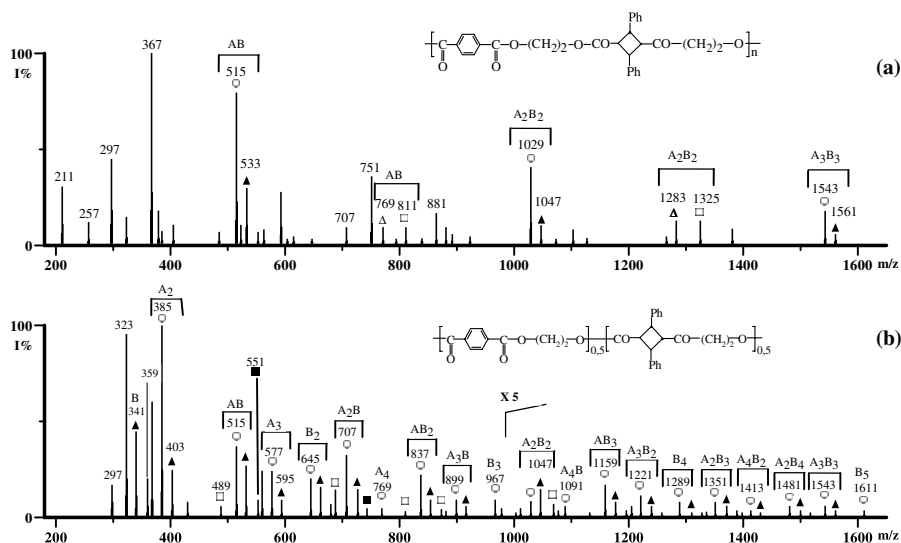 Ph
CO
O—(CH₂)₂—OCO
CO—(CH₂)₂—O
C
C
O
O
n
Ph
(a)
100
I%
0
211
257
297
367
AB
515
533
707
751
AB
769
811
881
A₂B₂
1029
1047
A₂B₂
1283
1325
A₃B₃
1543
1561
200 400 600 800 1000 1200 1400 1600 m/z
Ph
C
C—O—(CH₂)₂—O
CO
CO—O—(CH₂)₂—O
O
O
0,5
Ph
0,5
(b)
X 5
100
I%
0
297
323
B
341
359
A₂
385
403
489
AB
515
551
A₃
577
595
B₂
645
A₂B
707
A₄
769
AB₂
837
A₃B
899
B₃
967
A₂B₂
1047
A₄B
1091
AB₃
1159
A₃B₂
1221
B₄
1289
A₂B₃
1351
A₄B₂
1413
A₂B₄
1481
A₃B₃
1543
B₅
1611
200 400 600 800 1000 1200 1400 1600 m/z